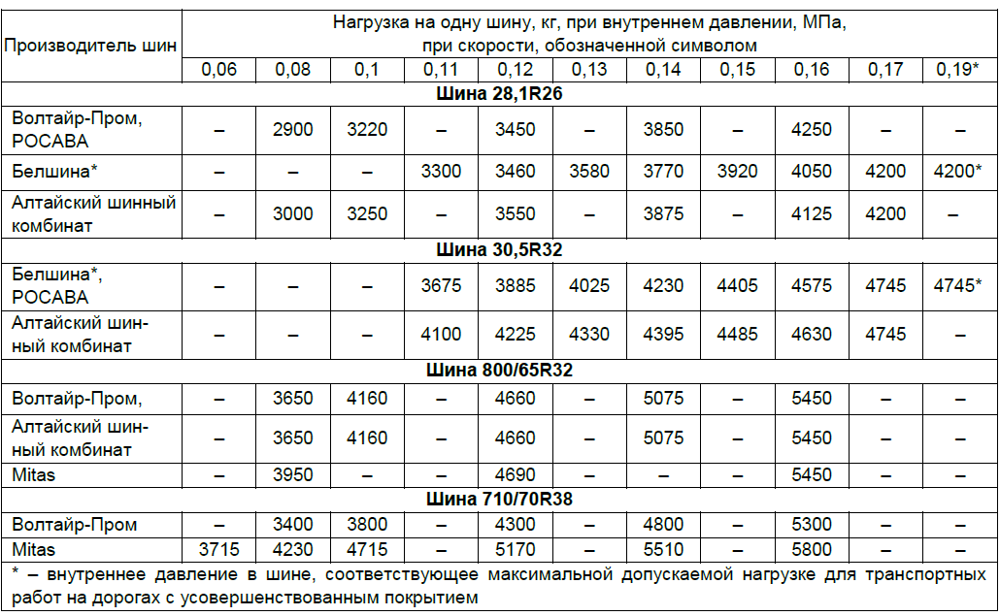 Производитель шин
Нагрузка на одну шину, кг, при внутреннем давлении, МПа,
при скорости, обозначенной символом
0,06 0,08 0,1 0,11 0,12 0,13 0,14 0,15 0,16 0,17 0,19*
Шина 28,1R26
Волтайр-Пром,
РОСАВА – 2900 3220 – 3450 – 3850 – 4250 – –
Белшина* – – – 3300 3460 3580 3770 3920 4050 4200 4200*
Алтайский шинный
комбинат – 3000 3250 – 3550 – 3875 – 4125 4200 –
Шина 30,5R32
Белшина*,
РОСАВА – – – 3675 3885 4025 4230 4405 4575 4745 4745*
Алтайский шин-
ный комбинат – – – 4100 4225 4330 4395 4485 4630 4745 –
Шина 800/65R32
Волтайр-Пром, – 3650 4160 – 4660 – 5075 – 5450 – –
Алтайский шин-
ный комбинат – 3650 4160 – 4660 – 5075 – 5450 – –
Mitas – 3950 – – 4690 – – – 5450 – –
Шина 710/70R38
Волтайр-Пром – 3400 3800 – 4300 – 4800 – 5300 – –
Mitas 3715 4230 4715 – 5170 – 5510 – 5800 – –
* – внутреннее давление в шине, соответствующее максимальной допускаемой нагрузке для транспортных
работ на дорогах с усовершенствованным покрытием